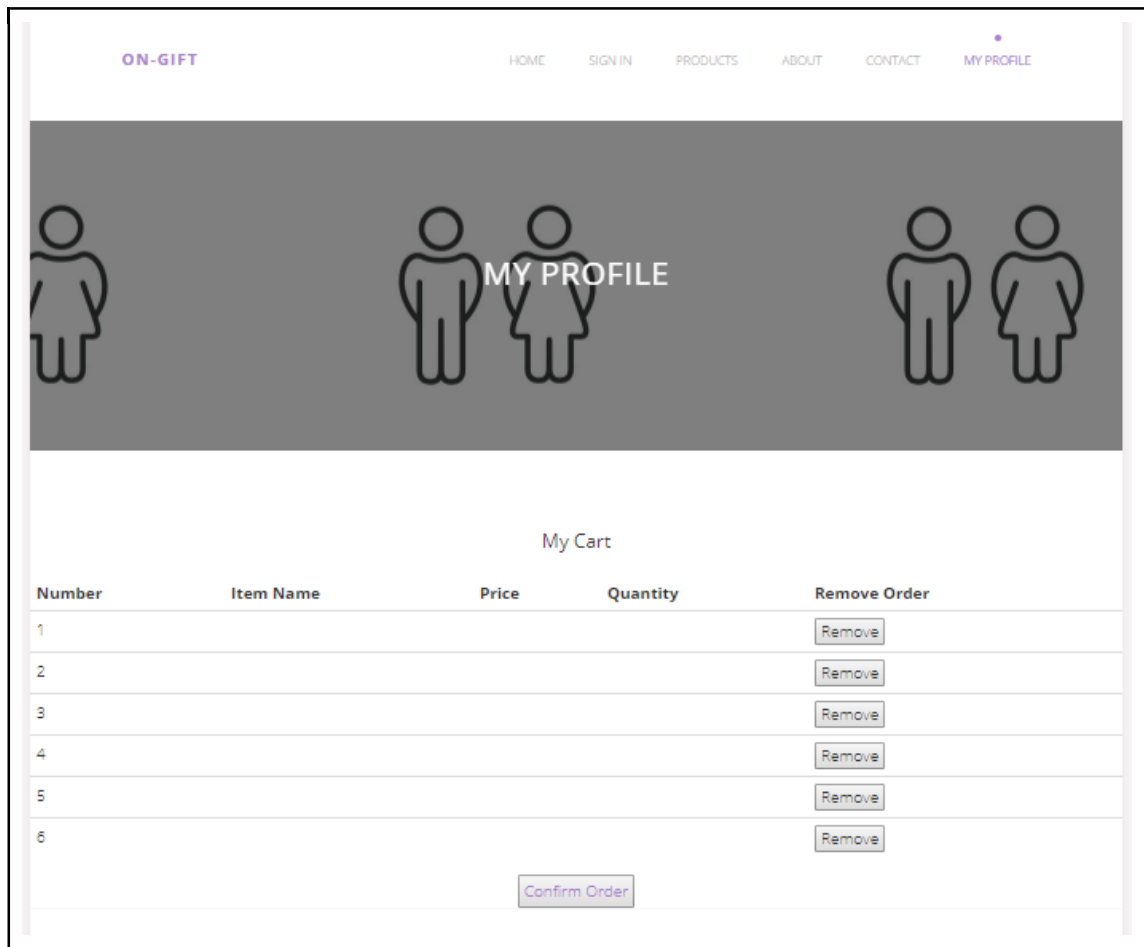 ON-GIFT HOME SIGN IN PRODUCTS ABOUT CONTACT MY PROFILE
MY PROFILE
My Cart
Number Item Name Price Quantity Remove Order
1 Remove
2 Remove
3 Remove
4 Remove
5 Remove
6 Remove
Confirm Order